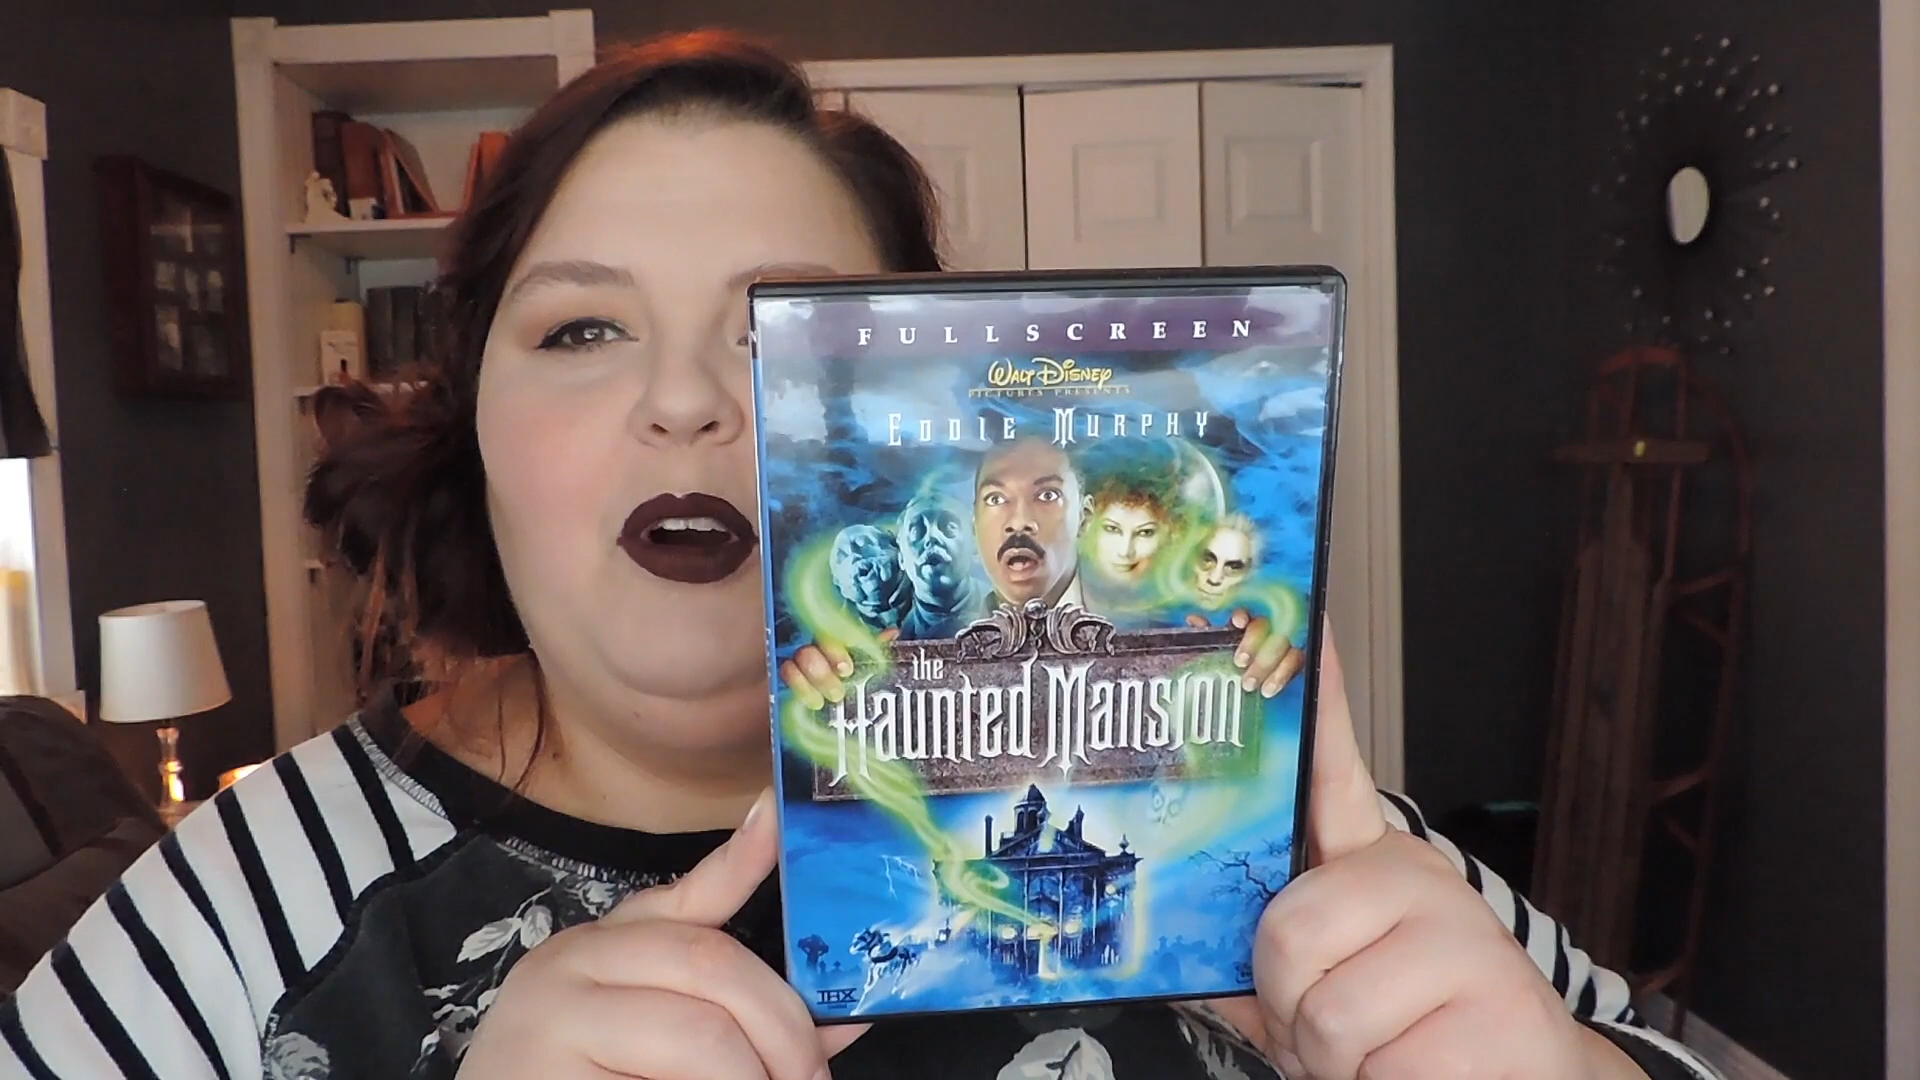 FULLSCREEN
WALT DISNEY
PICTURES PRESENTS
EDDIE MURPHY
the
Haunted Mansion
THX